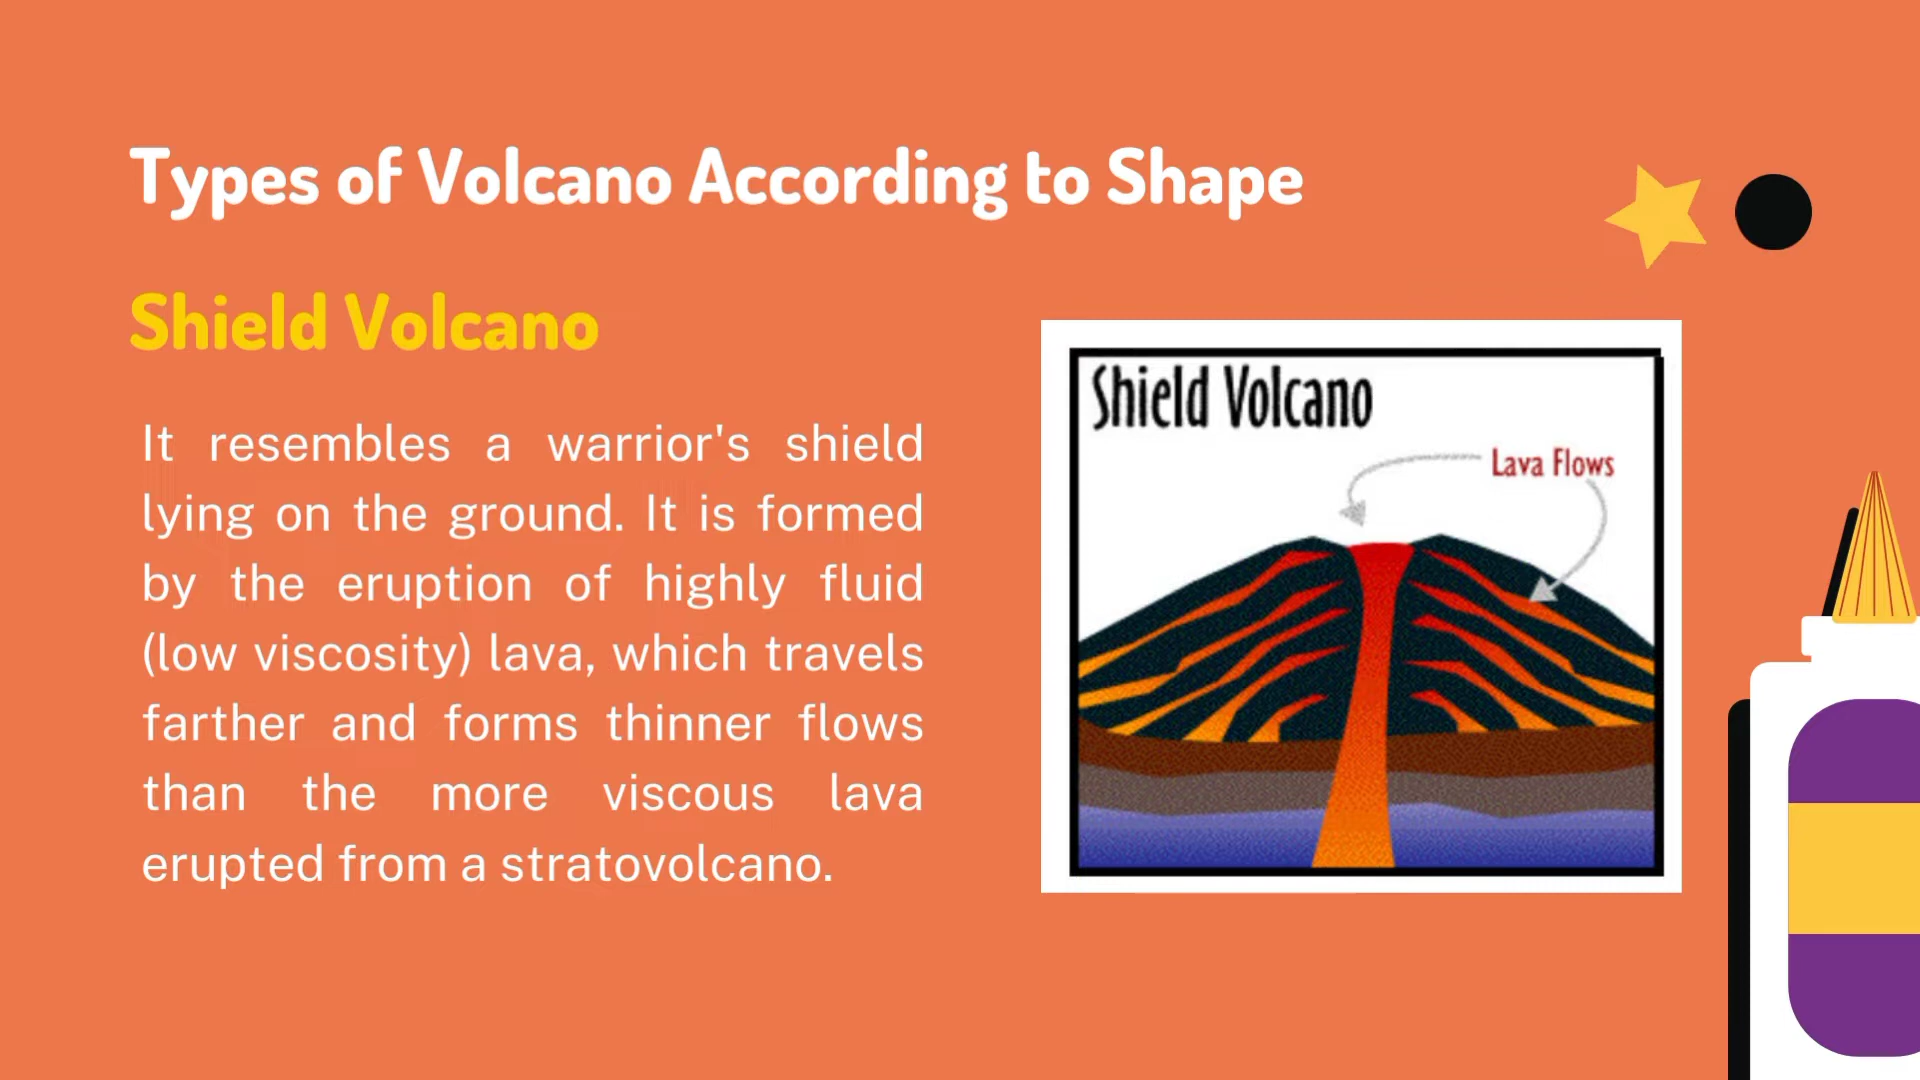 Types of Volcano According to Shape
Shield Volcano
It resembles a warrior's shield
lying on the ground. It is formed
by the eruption of highly fluid
(low viscosity) lava, which travels
farther and forms thinner flows
than the more viscous lava
erupted from a stratovolcano.
Shield Volcano
Lava Flows